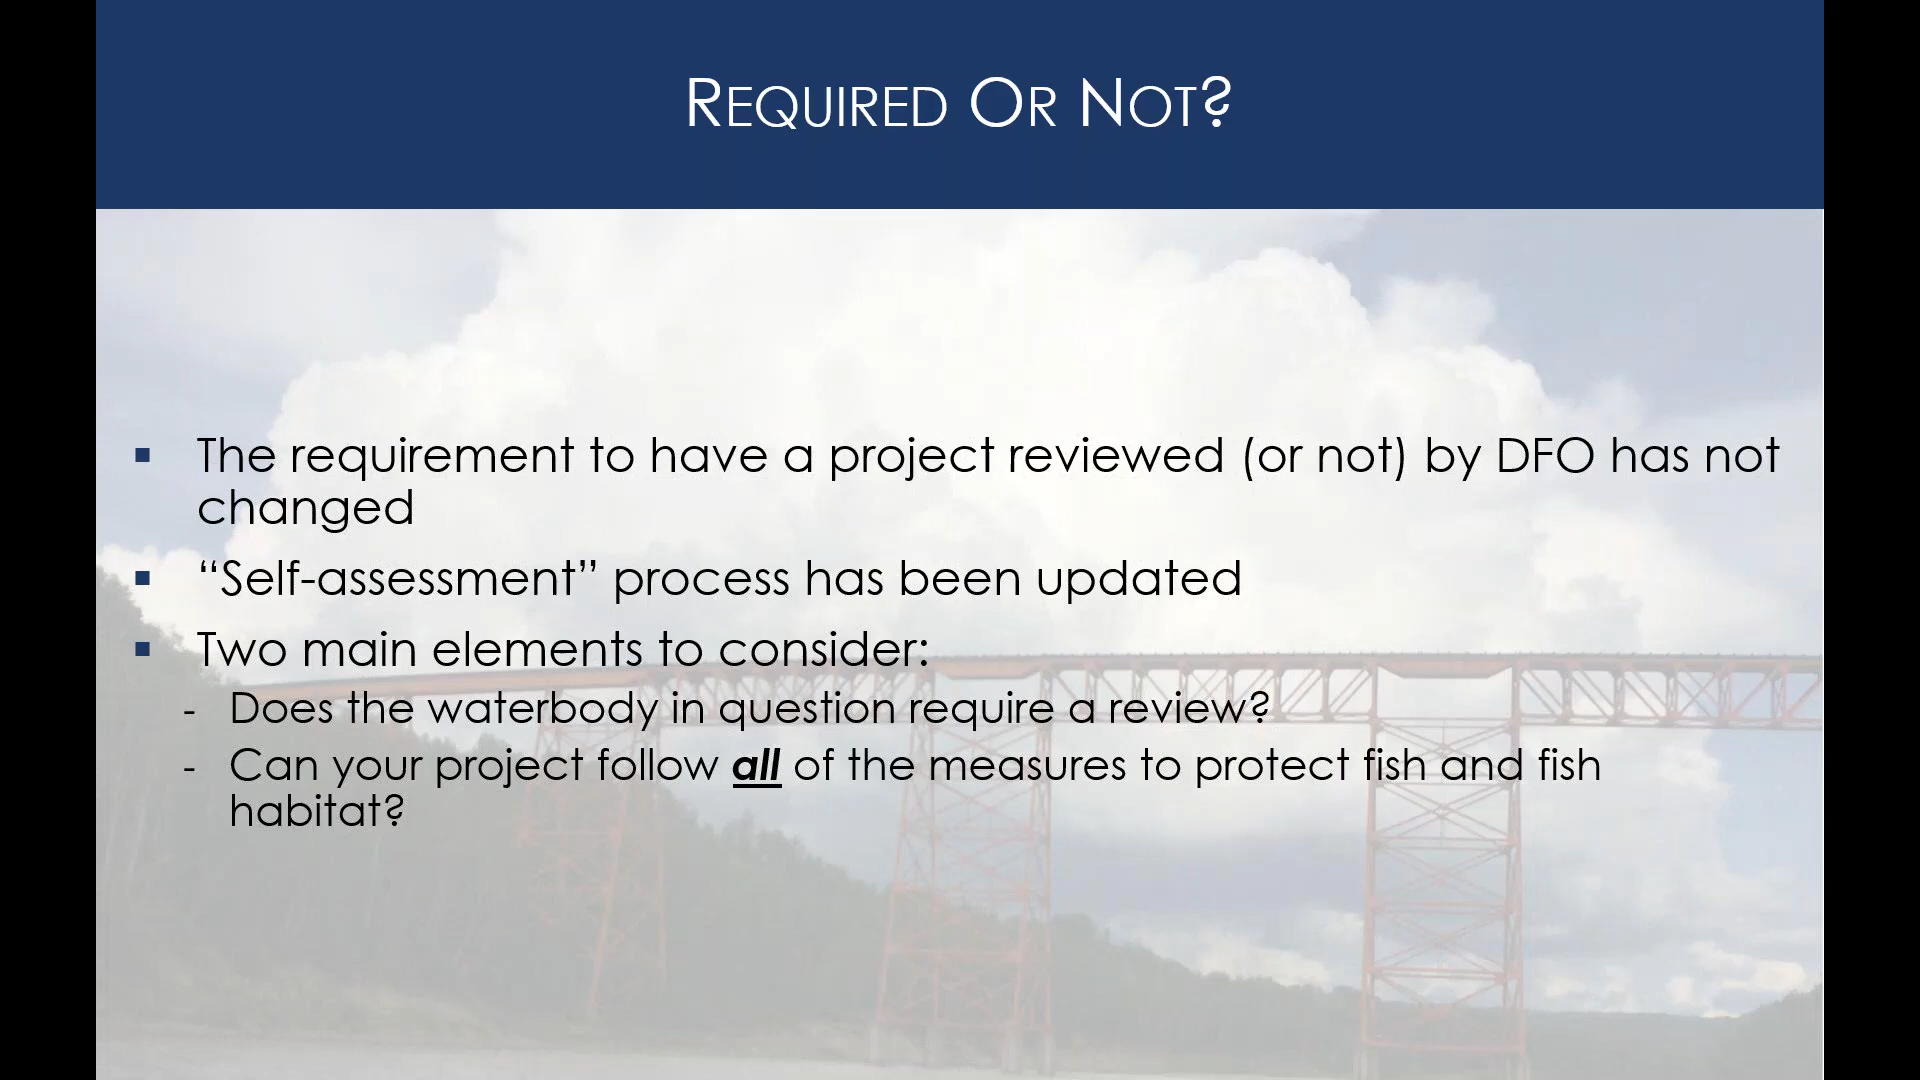 REQUIRED OR NOT?
▪ The requirement to have a project reviewed (or not) by DFO has not
changed
▪ “Self-assessment” process has been updated
▪ Two main elements to consider:
- Does the waterbody in question require a review?
- Can your project follow all of the measures to protect fish and fish
habitat?